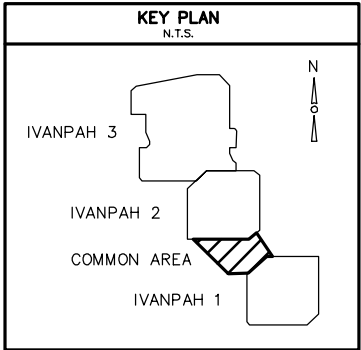 KEY PLAN
N.T.S.
N
IVANPAH 3
IVANPAH 2
COMMON AREA
IVANPAH 1